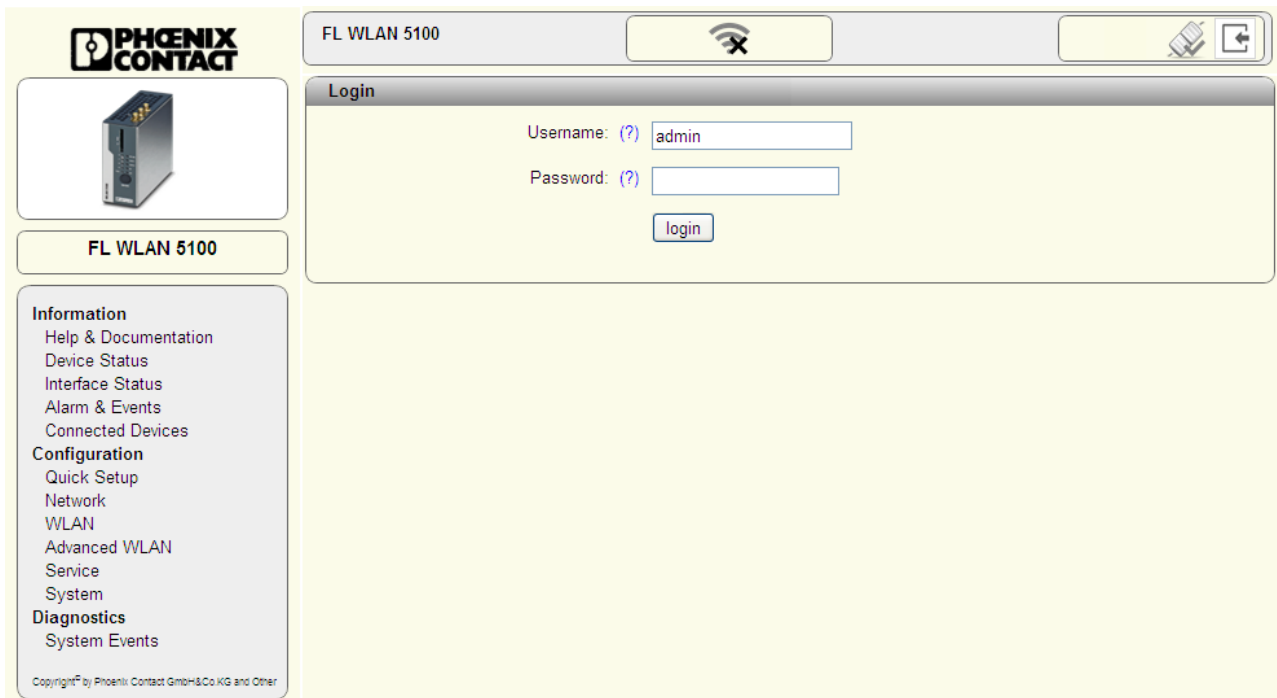 PHŒNIX
CONTACT
FL WLAN 5100
Information
Help & Documentation
Device Status
Interface Status
Alarm & Events
Connected Devices
Configuration
Quick Setup
Network
WLAN
Advanced WLAN
Service
System
Diagnostics
System Events
Copyright© by Phoenix Contact GmbH&Co.KG and Other
FL WLAN 5100
Login
Username: (?) admin
Password: (?)
login